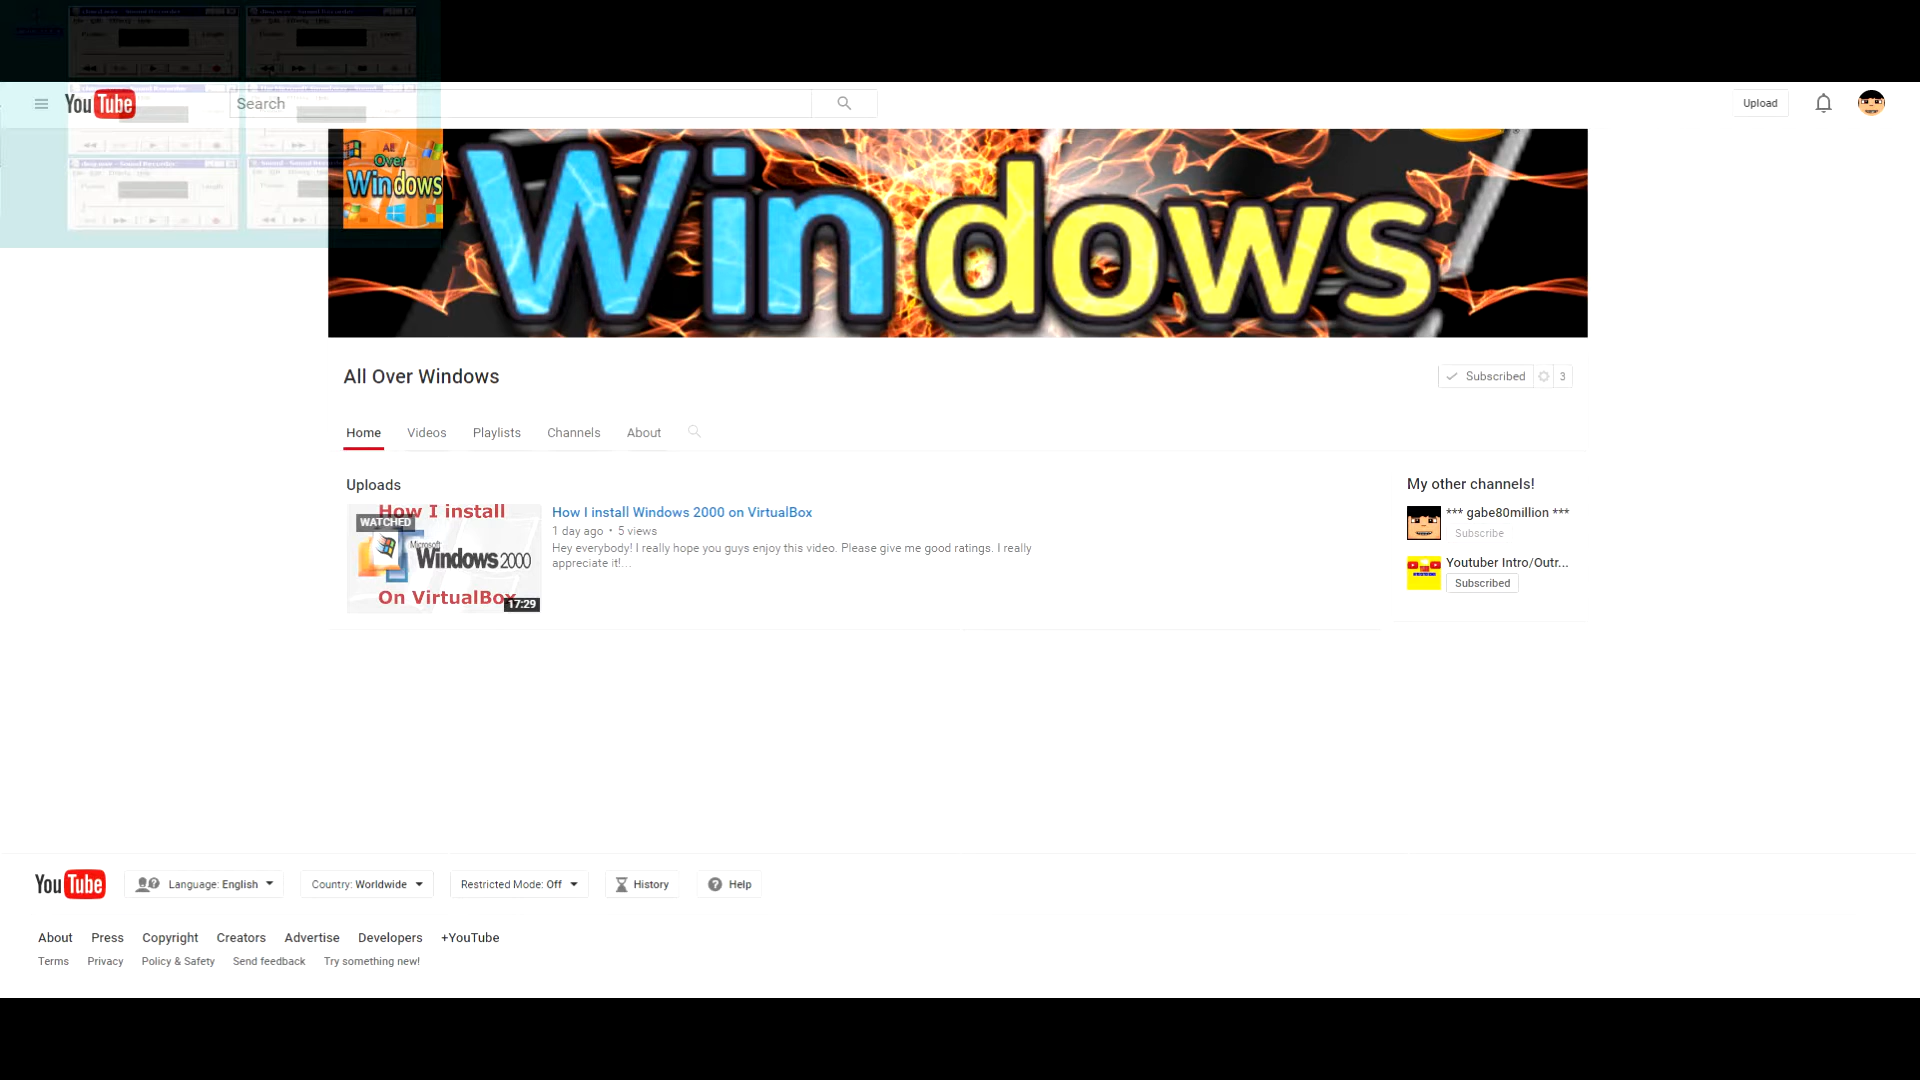 YouTube
Search
Upload
AE
Over
Windows
Windows
All Over Windows
Subscribed 3
Home Videos Playlists Channels About
Uploads
WATCHED
How I install
Microsoft
Windows 2000
On VirtualBox
17:29
How I install Windows 2000 on VirtualBox
1 day ago • 5 views
Hey everybody! I really hope you guys enjoy this video. Please give me good ratings. I really
appreciate it!...
My other channels!
*** gabe80million ***
Subscribe
Youtuber Intro/Outr...
Subscribed
YouTube Language: English Country: Worldwide Restricted Mode: Off History Help
About Press Copyright Creators Advertise Developers +YouTube
Terms Privacy Policy & Safety Send feedback Try something new!